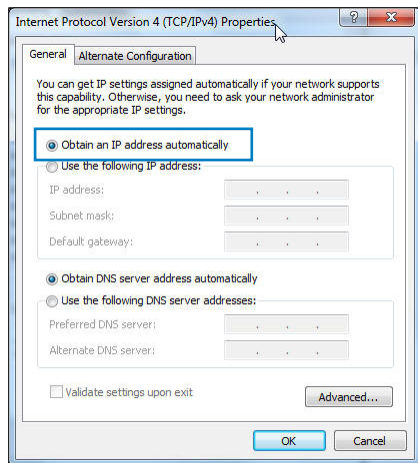 Internet Protocol Version 4 (TCP/IPv4) Properties
General
Alternate Configuration
You can get IP settings assigned automatically if your network supports
this capability. Otherwise, you need to ask your network administrator
for the appropriate IP settings.
Obtain an IP address automatically
Use the following IP address:
IP address:
Subnet mask:
Default gateway:
Obtain DNS server address automatically
Use the following DNS server addresses:
Preferred DNS server:
Alternate DNS server:
Validate settings upon exit
Advanced...
OK
Cancel